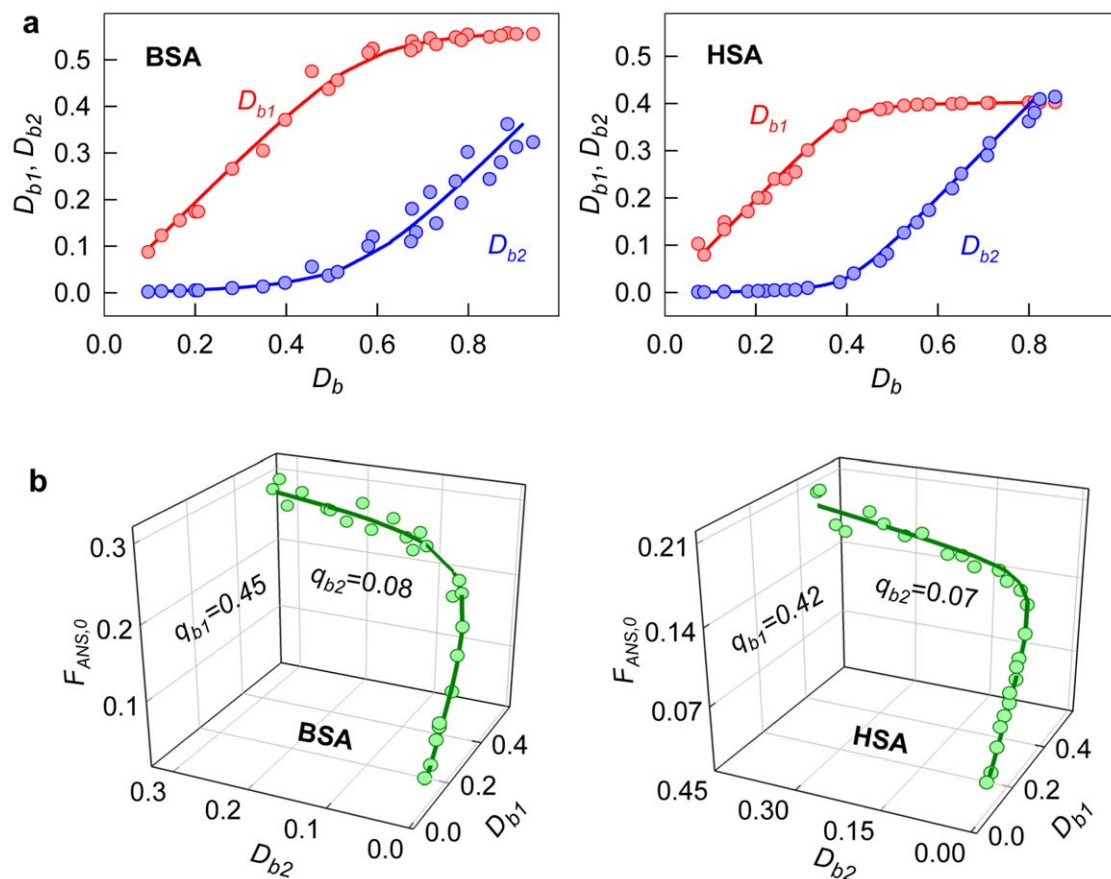 a
BSA
HSA
D_b1
D_b2
D_b1, D_b2
0.5
0.4
0.3
0.2
0.1
0.0
0.0 0.2 0.4 0.6 0.8
D_b
D_b1
D_b2
D_b1, D_b2
0.5
0.4
0.3
0.2
0.1
0.0
0.0 0.2 0.4 0.6 0.8
D_b
b
F_ANS,0
0.3
0.2
0.1
q_b1=0.45
q_b2=0.08
BSA
0.3 0.2 0.1 0.0
D_b2
0.0 0.2 0.4
D_b1
F_ANS,0
0.21
0.14
0.07
q_b1=0.42
q_b2=0.07
HSA
0.45 0.30 0.15 0.00
D_b2
0.0 0.2 0.4
D_b1